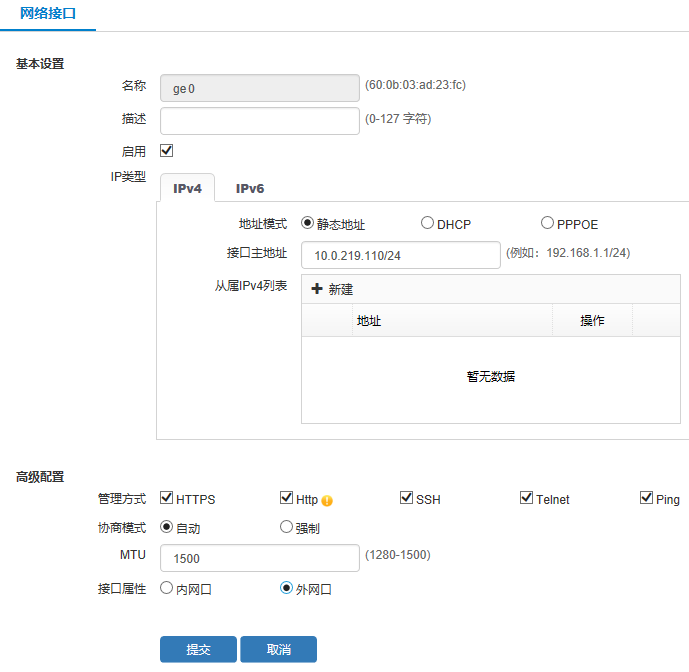 网络接口
基本设置
名称 ge0 (60:0b:03:ad:23:fc)
描述 (0-127 字符)
启用
IP类型 IPv4 IPv6
地址模式 静态地址 DHCP PPPOE
接口主地址 10.0.219.110/24 (例如：192.168.1.1/24)
从属IPv4列表 新建
地址 操作
暂无数据
高级配置
管理方式 HTTPS Http SSH Telnet Ping
协商模式 自动 强制
MTU 1500 (1280-1500)
接口属性 内网口 外网口
提交 取消